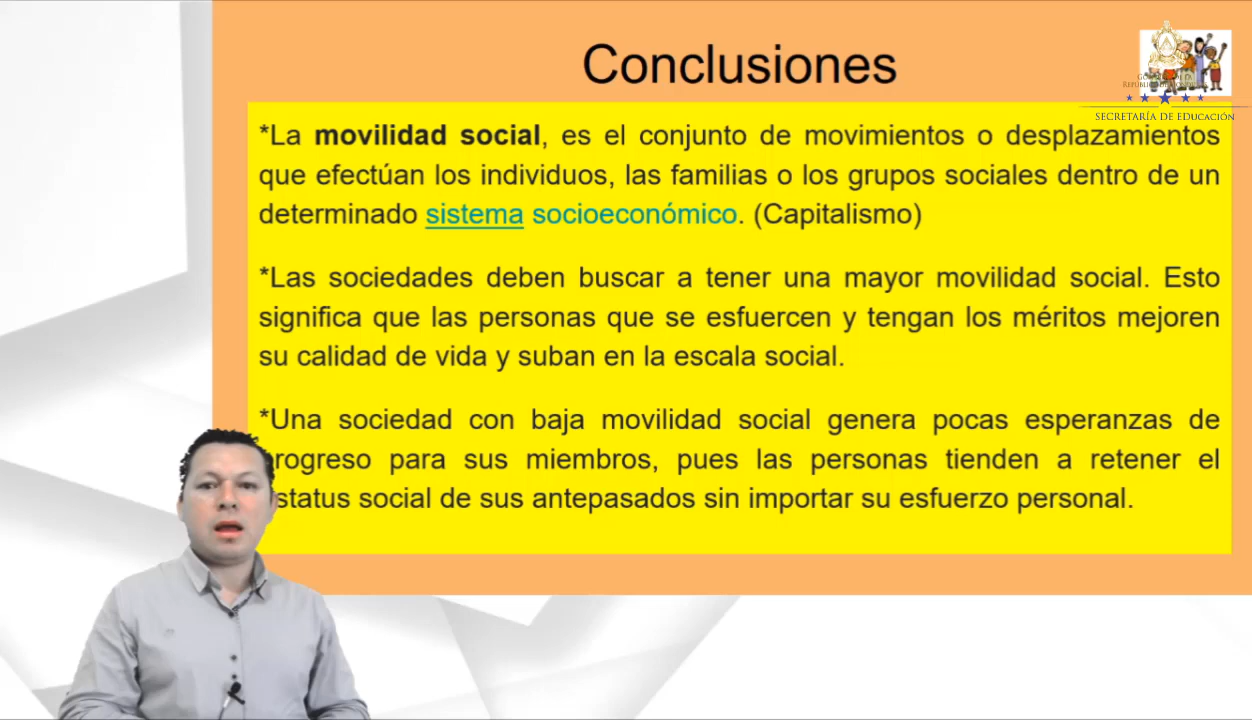 Conclusiones
*La movilidad social, es el conjunto de movimientos o desplazamientos
que efectúan los individuos, las familias o los grupos sociales dentro de un
determinado sistema socioeconómico. (Capitalismo)
*Las sociedades deben buscar a tener una mayor movilidad social. Esto
significa que las personas que se esfuercen y tengan los méritos mejoren
su calidad de vida y suban en la escala social.
*Una sociedad con baja movilidad social genera pocas esperanzas de
progreso para sus miembros, pues las personas tienden a retener el
status social de sus antepasados sin importar su esfuerzo personal.
SECRETARÍA DE EDUCACIÓN